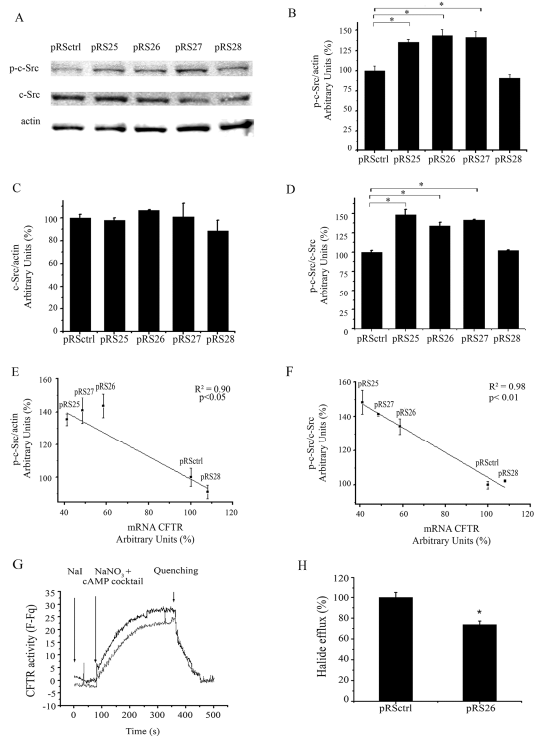 A
pRSctrl pRS25 pRS26 pRS27 pRS28
p-c-Src
c-Src
actin
B
p-c-Src/actin
Arbitrary Units (%)
150
125
100
75
50
25
0
* *
pRSctrl pRS25 pRS26 pRS27 pRS28
C
c-Src/actin
Arbitrary Units (%)
120
100
80
60
40
20
0
pRSctrl pRS25 pRS26 pRS27 pRS28
D
p-c-Src/c-Src
Arbitrary Units (%)
150
125
100
75
50
25
0
* * *
pRSctrl pRS25 pRS26 pRS27 pRS28
E
p-c-Src/actin
Arbitrary Units (%)
160
140
120
100
pRS25 pRS27 pRS26
pRSctrl
pRS28
R² = 0.90
p<0.05
40 60 80 100 120
mRNA CFTR
Arbitrary Units (%)
F
p-c-Src/c-Src
Arbitrary Units (%)
160
140
120
100
pRS25
pRS27
pRS26
pRSctrl
pRS28
R² = 0.98
p< 0.01
40 60 80 100 120
mRNA CFTR
Arbitrary Units (%)
G
NaI NaNO3 + Quenching
cAMP cocktail
CFTR activity (F-Fq)
35
30
25
20
15
10
5
0
-5
-10
0 100 200 300 400 500
Time (s)
H
Halide efflux (%)
120
100
80
60
40
20
0
*
pRSctrl pRS26